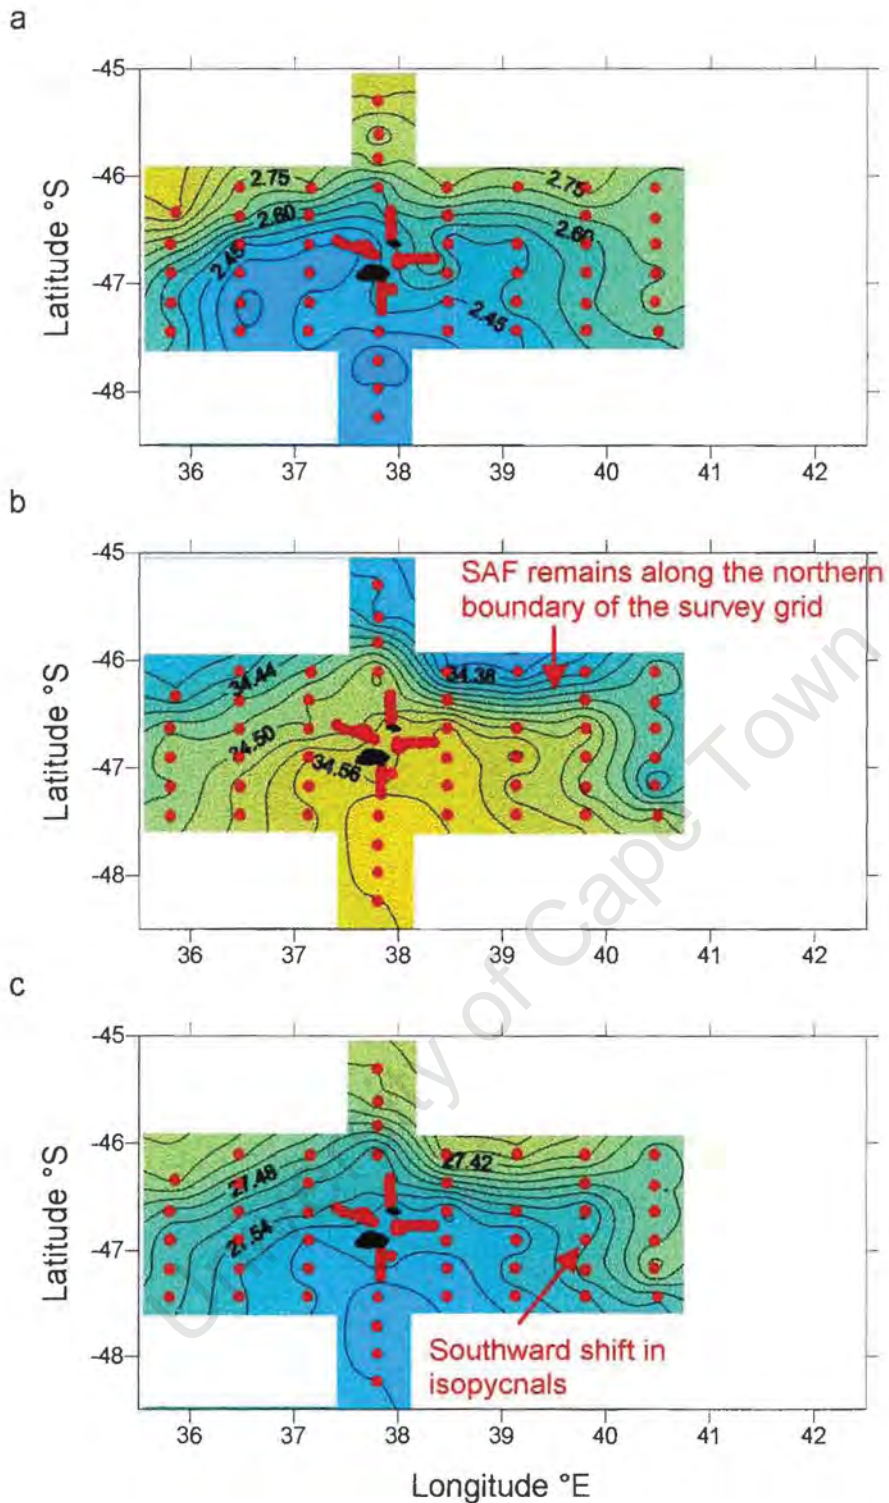 a
-45
-46
-47
-48
Latitude °S
2.75
2.75
2.60
2.60
2.45
2.45
36 37 38 39 40 41 42
b
-45
-46
-47
-48
Latitude °S
SAF remains along the northern
boundary of the survey grid
34.44
34.38
34.50
34.56
36 37 38 39 40 41 42
c
-45
-46
-47
-48
Latitude °S
27.42
27.48
27.54
Southward shift in
isopycnals
36 37 38 39 40 41 42
Longitude °E
University of Cape Town